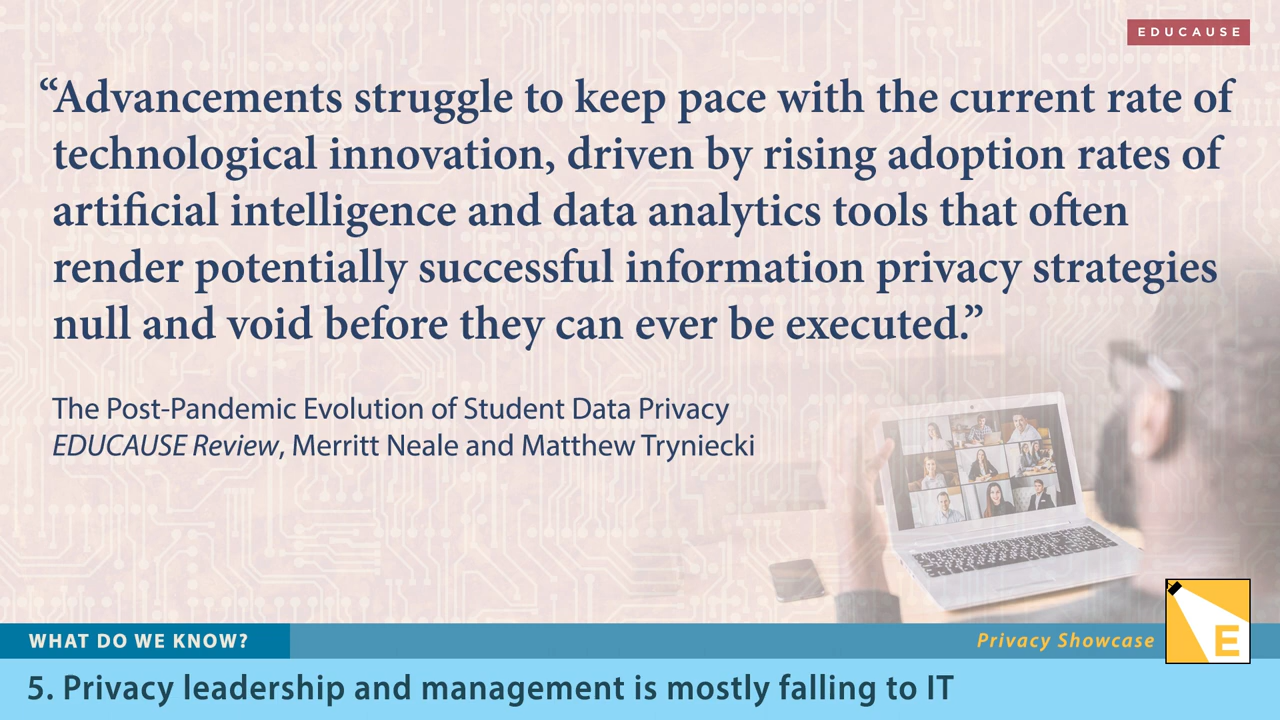 EDUCAUSE
“Advancements struggle to keep pace with the current rate of
technological innovation, driven by rising adoption rates of
artificial intelligence and data analytics tools that often
render potentially successful information privacy strategies
null and void before they can ever be executed.”
The Post-Pandemic Evolution of Student Data Privacy
EDUCAUSE Review, Merritt Neale and Matthew Tryniecki
WHAT DO WE KNOW?
Privacy Showcase
E
5. Privacy leadership and management is mostly falling to IT